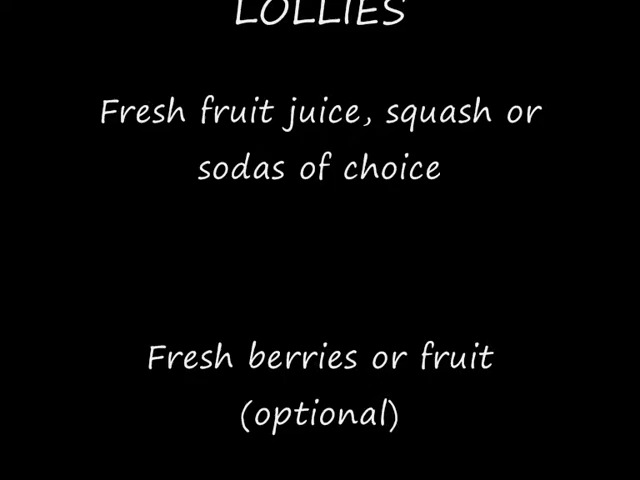 LOLLIES
Fresh fruit juice, squash or
sodas of choice
Fresh berries or fruit
(optional)